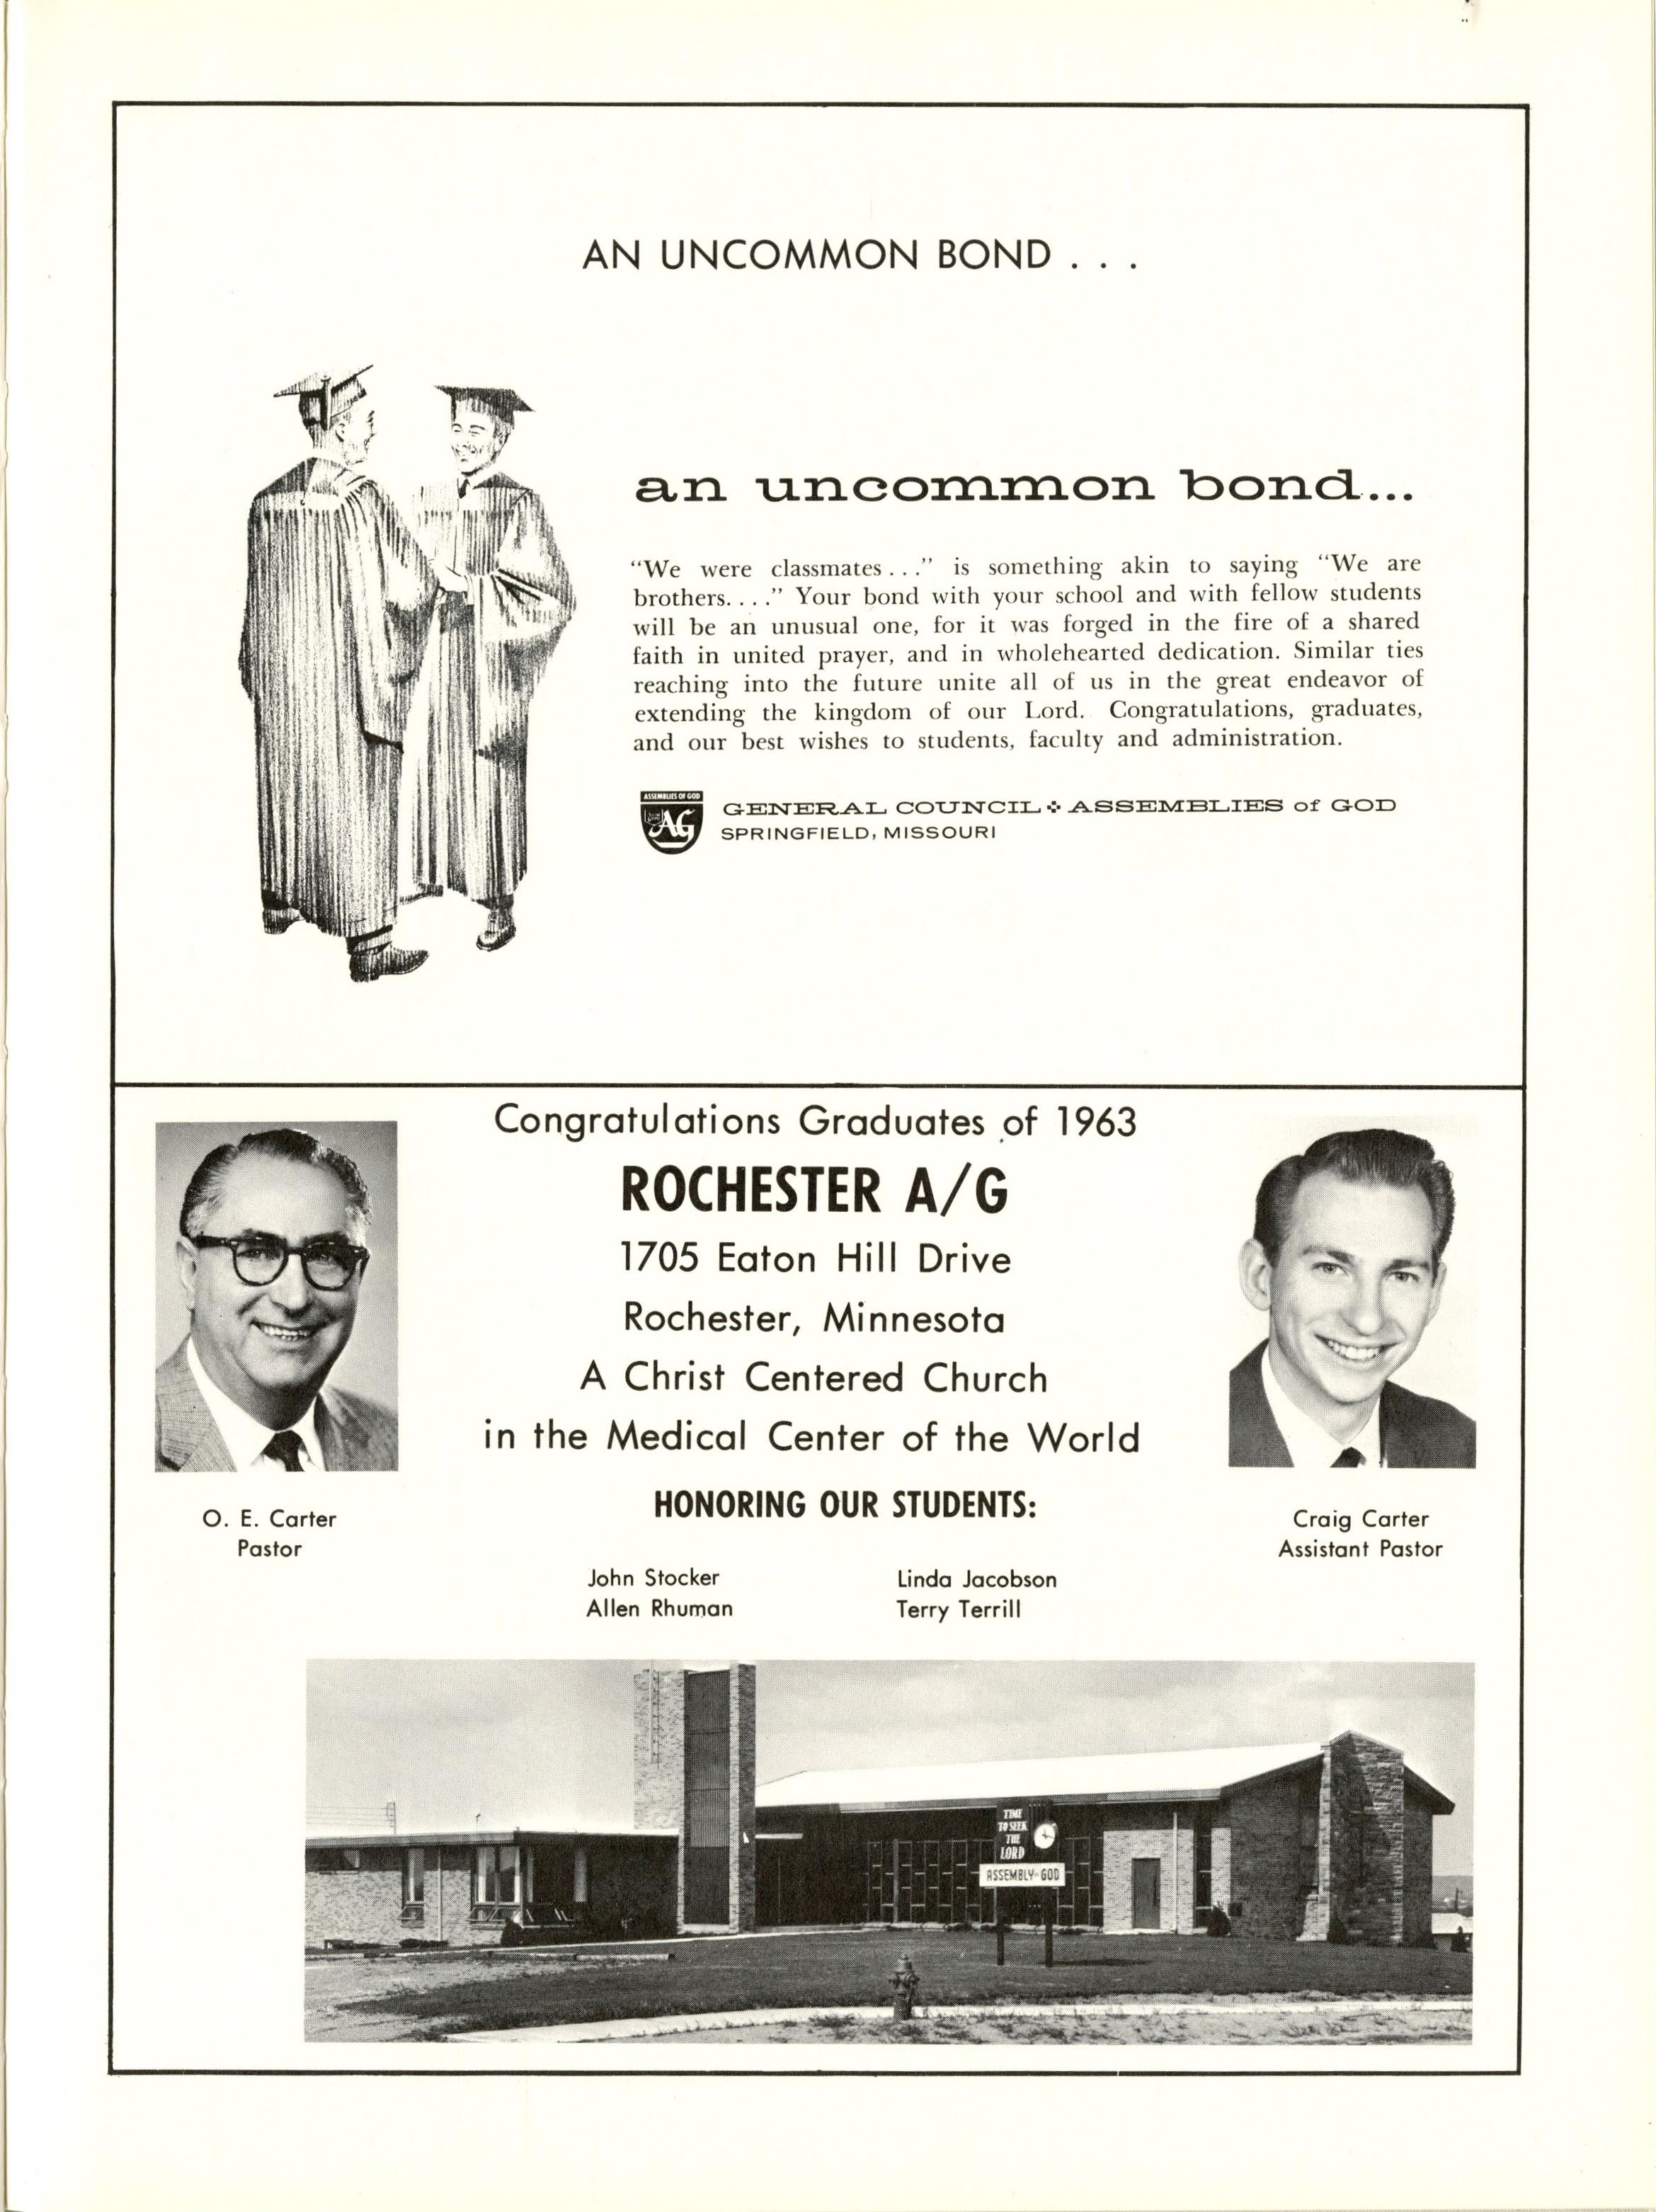 AN UNCOMMON BOND . . .
an uncommon bond...
“We were classmates . . .” is something akin to saying “We are
brothers. . . .” Your bond with your school and with fellow students
will be an unusual one, for it was forged in the fire of a shared
faith in united prayer, and in wholehearted dedication. Similar ties
reaching into the future unite all of us in the great endeavor of
extending the kingdom of our Lord. Congratulations, graduates,
and our best wishes to students, faculty and administration.
ASSEMBLIES OF GOD
AG
GENERAL COUNCIL ASSEMBLIES of GOD
SPRINGFIELD, MISSOURI
Congratulations Graduates of 1963
ROCHESTER A/G
1705 Eaton Hill Drive
Rochester, Minnesota
A Christ Centered Church
in the Medical Center of the World
HONORING OUR STUDENTS:
O. E. Carter
Pastor
Craig Carter
Assistant Pastor
John Stocker
Allen Rhuman
Linda Jacobson
Terry Terrill
TIME
TO SEEK
THE
LORD
ASSEMBLY-GOD